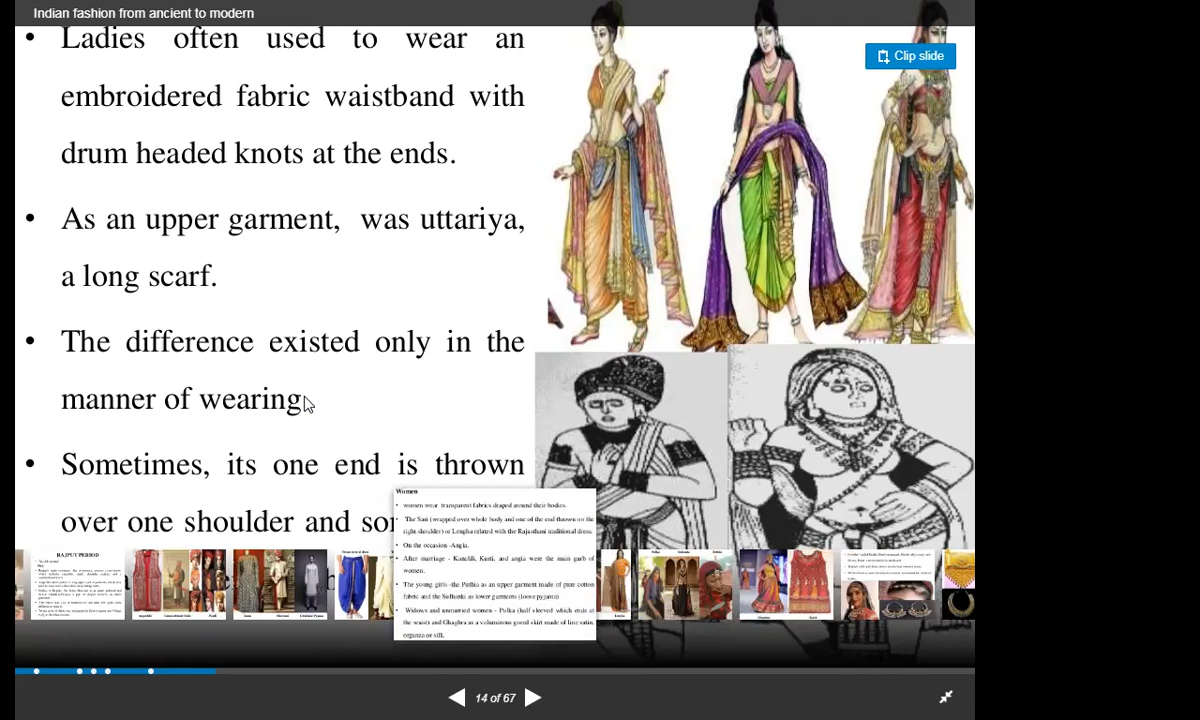 Indian fashion from ancient to modern
• Ladies often used to wear an
embroidered fabric waistband with
drum headed knots at the ends.
• As an upper garment, was uttariya,
a long scarf.
• The difference existed only in the
manner of wearing
• Sometimes, its one end is thrown
over one shoulder and
Clip slide
Women
• women wear transparent fabrics draped around their bodies.
• The Sari (wrapped over whole body and one of the end thrown on the
right shoulder) or Lengha related with the Rajasthani traditional dress.
• On the occasion -Angia.
• After marriage - Kanchli, Kurti, and angia were the main garb of
women.
• The young girls -the Puthia as an upper garment made of pure cotton
fabric and the Sulhanki as lower garments (loose pyjama)
• Widows and unmarried women - Polka (half sleeved which ends at
the waist) and Ghaghra as a voluminous gored skirt made of line satin,
organza or silk.
RAJPUT PERIOD
14 of 67